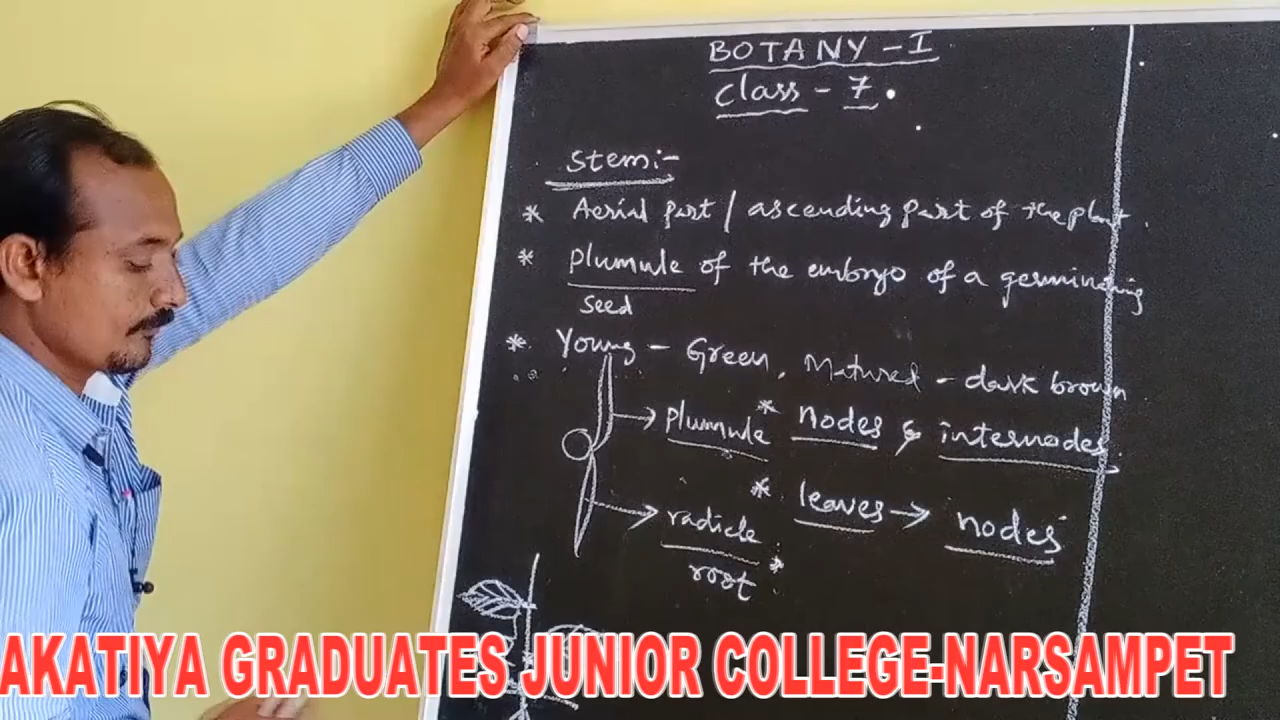 BOTANY - I
Class - 7.
Stem:-
* Aerial part / ascending part of the plant.
* plumule of the embryo of a germinating
seed
* Young - Green, Matured - dark brown
plumule * nodes & internodes.
* leaves → nodes
radicle
root *
AKATIYA GRADUATES JUNIOR COLLEGE-NARSAMPET